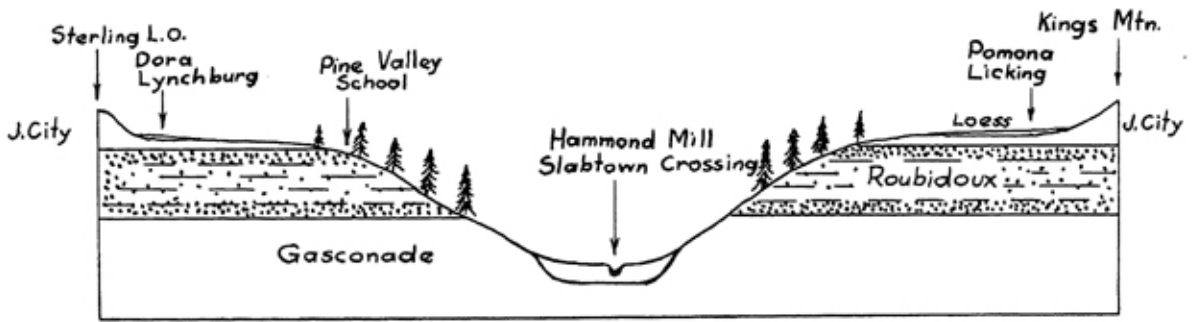 Sterling L.O.
Dora
Lynchburg
Pine Valley
School
Hammond Mill
Slabtown Crossing
Pomona
Licking
Kings Mtn.
J.City
Loess
J.City
Roubidoux
Gasconade